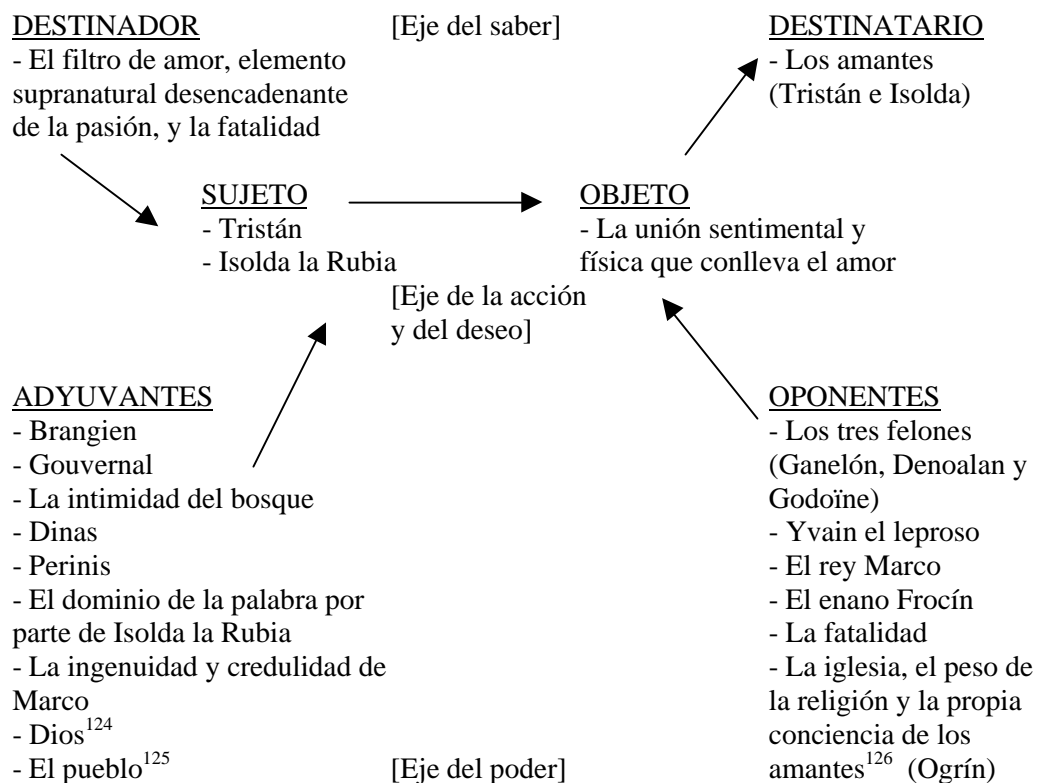 DESTINADOR [Eje del saber] DESTINATARIO
- El filtro de amor, elemento
supranatural desencadenante
de la pasión, y la fatalidad
- Los amantes
(Tristán e Isolda)
SUJETO
- Tristán
- Isolda la Rubia
OBJETO
- La unión sentimental y
física que conlleva el amor
[Eje de la acción
y del deseo]
ADYUVANTES
- Brangien
- Gouvernal
- La intimidad del bosque
- Dinas
- Perinis
- El dominio de la palabra por
parte de Isolda la Rubia
- La ingenuidad y credulidad de
Marco
- Dios124
- El pueblo125
[Eje del poder]
OPONENTES
- Los tres felones
(Ganelón, Denoalan y
Godoïne)
- Yvain el leproso
- El rey Marco
- El enano Frocín
- La fatalidad
- La iglesia, el peso de
la religión y la propia
conciencia de los
amantes126 (Ogrín)